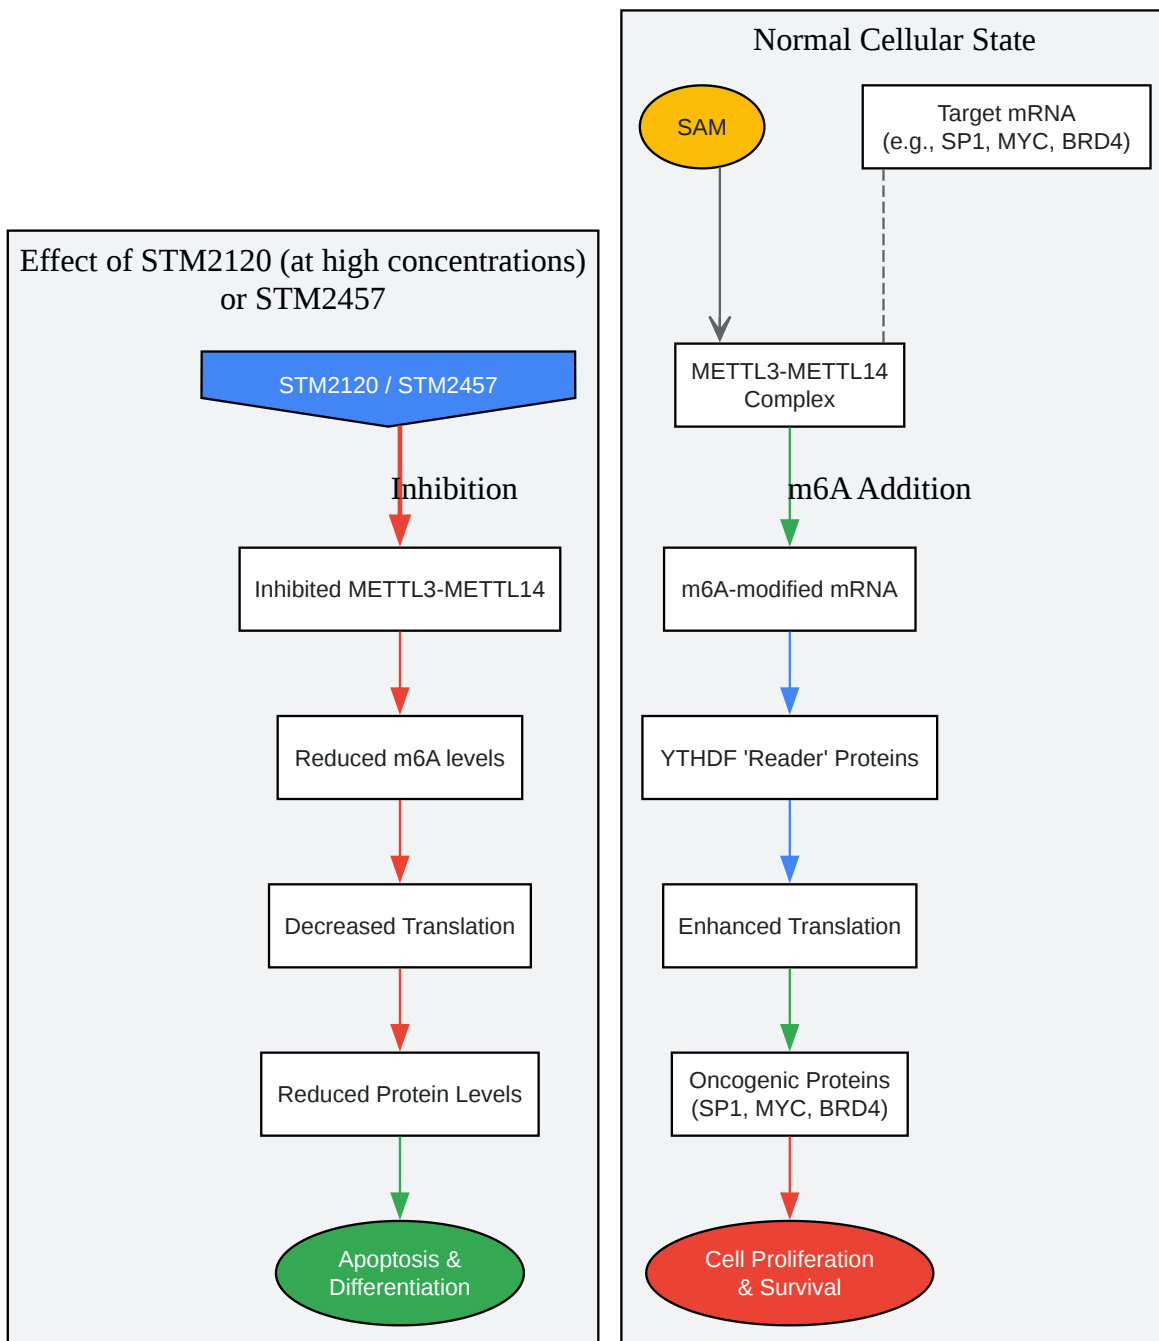 Effect of STM2120 (at high concentrations)
or STM2457
STM2120 / STM2457
Inhibition
Inhibited METTL3-METTL14
Reduced m6A levels
Decreased Translation
Reduced Protein Levels
Apoptosis &
Differentiation
Normal Cellular State
SAM
Target mRNA
(e.g., SP1, MYC, BRD4)
METTL3-METTL14
Complex
m6A Addition
m6A-modified mRNA
YTHDF 'Reader' Proteins
Enhanced Translation
Oncogenic Proteins
(SP1, MYC, BRD4)
Cell Proliferation
& Survival